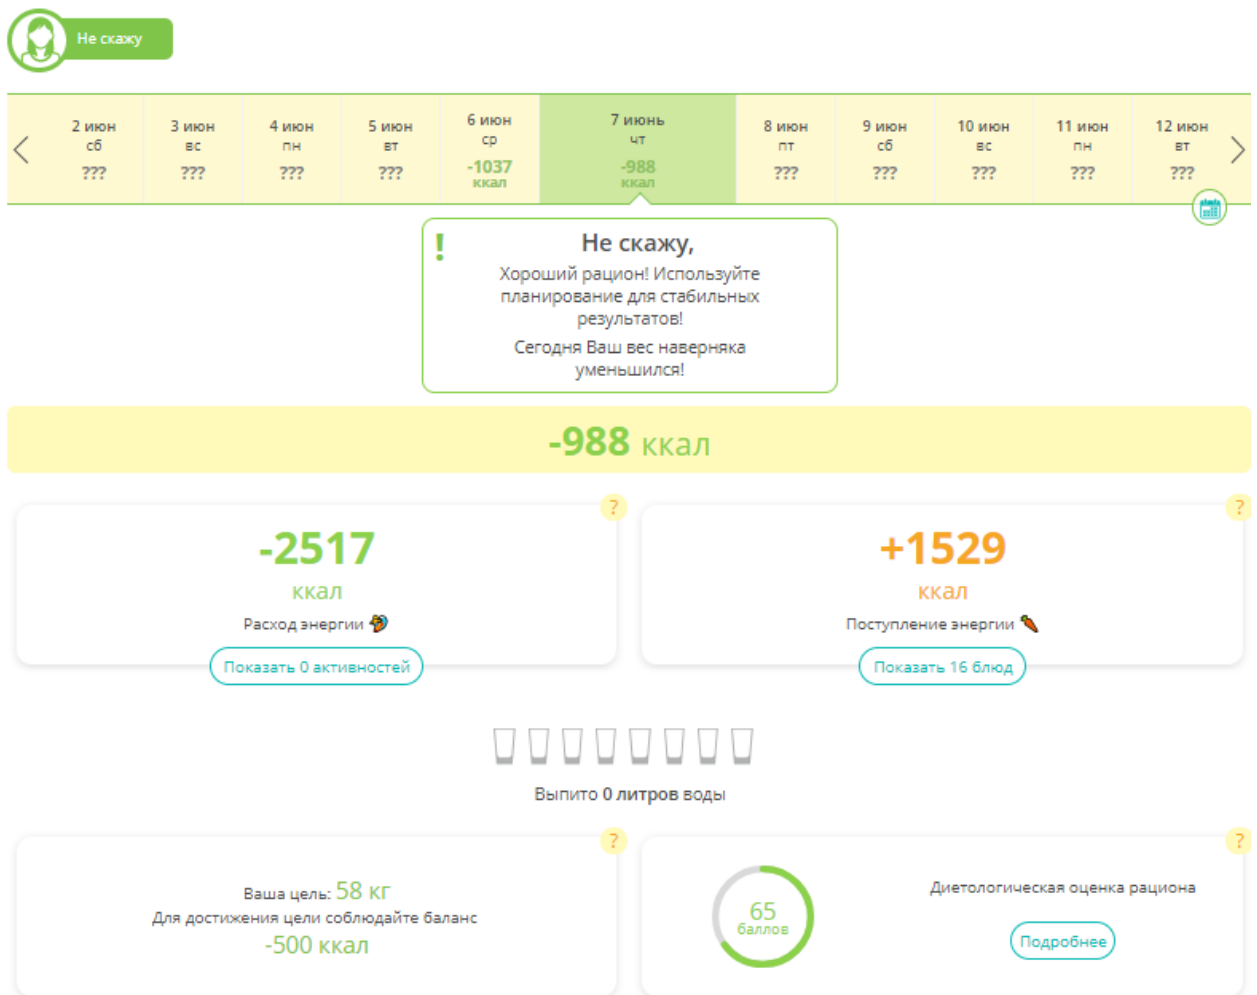 Не скажу
2 июн
сб
???
3 июн
вс
???
4 июн
пн
???
5 июн
вт
???
6 июн
ср
-1037
ккал
7 июнь
чт
-988
ккал
8 июн
пт
???
9 июн
сб
???
10 июн
вс
???
11 июн
пн
???
12 июн
вт
???
!
Не скажу,
Хороший рацион! Используйте
планирование для стабильных
результатов!
Сегодня Ваш вес наверняка
уменьшился!
-988 ккал
?
-2517
ккал
Расход энергии
Показать 0 активностей
?
+1529
ккал
Поступление энергии
Показать 16 блюд
Выпито 0 литров воды
?
Ваша цель: 58 кг
Для достижения цели соблюдайте баланс
-500 ккал
?
65
баллов
Диетологическая оценка рациона
Подробнее